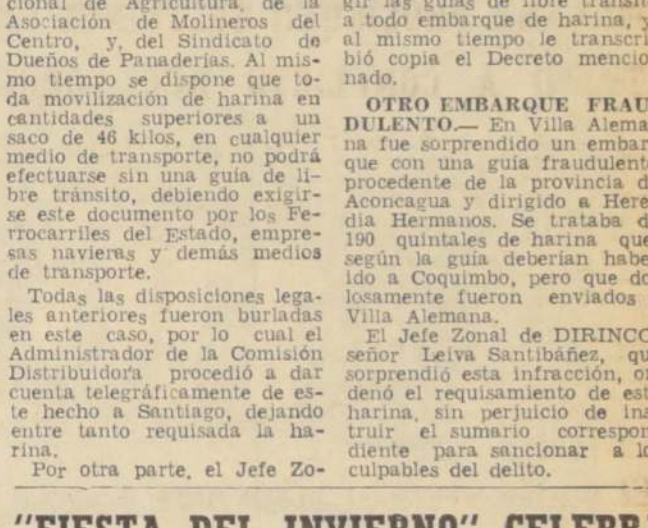 cional de Agricultura, de la
Asociación de Molineros del
Centro, y, del Sindicato de
Dueños de Panaderías. Al mis-
mo tiempo se dispone que to-
da movilización de harina en
cantidades superiores a un
saco de 46 kilos, en cualquier
medio de transporte, no podrá
efectuarse sin una guía de li-
bre tránsito, debiendo exigir-
se este documento por los Fe-
rrocarriles del Estado, empre-
sas navieras y demás medios
de transporte.
Todas las disposiciones lega-
les anteriores fueron burladas
en este caso, por lo cual el
Administrador de la Comisión
Distribuidora procedió a dar
cuenta telegráficamente de es-
te hecho a Santiago, dejando
entre tanto requisada la ha-
rina.
Por otra parte, el Jefe Zo-
gir las guías de libre tránsito
a todo embarque de harina, y
al mismo tiempo le transcri
bió copia el Decreto mencio
nado.
OTRO EMBARQUE FRAU
DULENTO.— En Villa Alema
na fue sorprendido un embar
que con una guía fraudulent
procedente de la provincia d
Aconcagua y dirigido a Here
dia Hermanos. Se trataba d
190 quintales de harina que
según la guía deberían habe
ido a Coquimbo, pero que do
losamente fueron enviados
Villa Alemana.
El Jefe Zonal de DIRINCO
señor Leiva Santibáñez, qu
sorprendió esta infracción, or
denó el requisamiento de est
harina, sin perjuicio de ins
truir el sumario correspon
diente para sancionar a lo
culpables del delito.
"FIESTA DEL INVIERNO" CELEBR